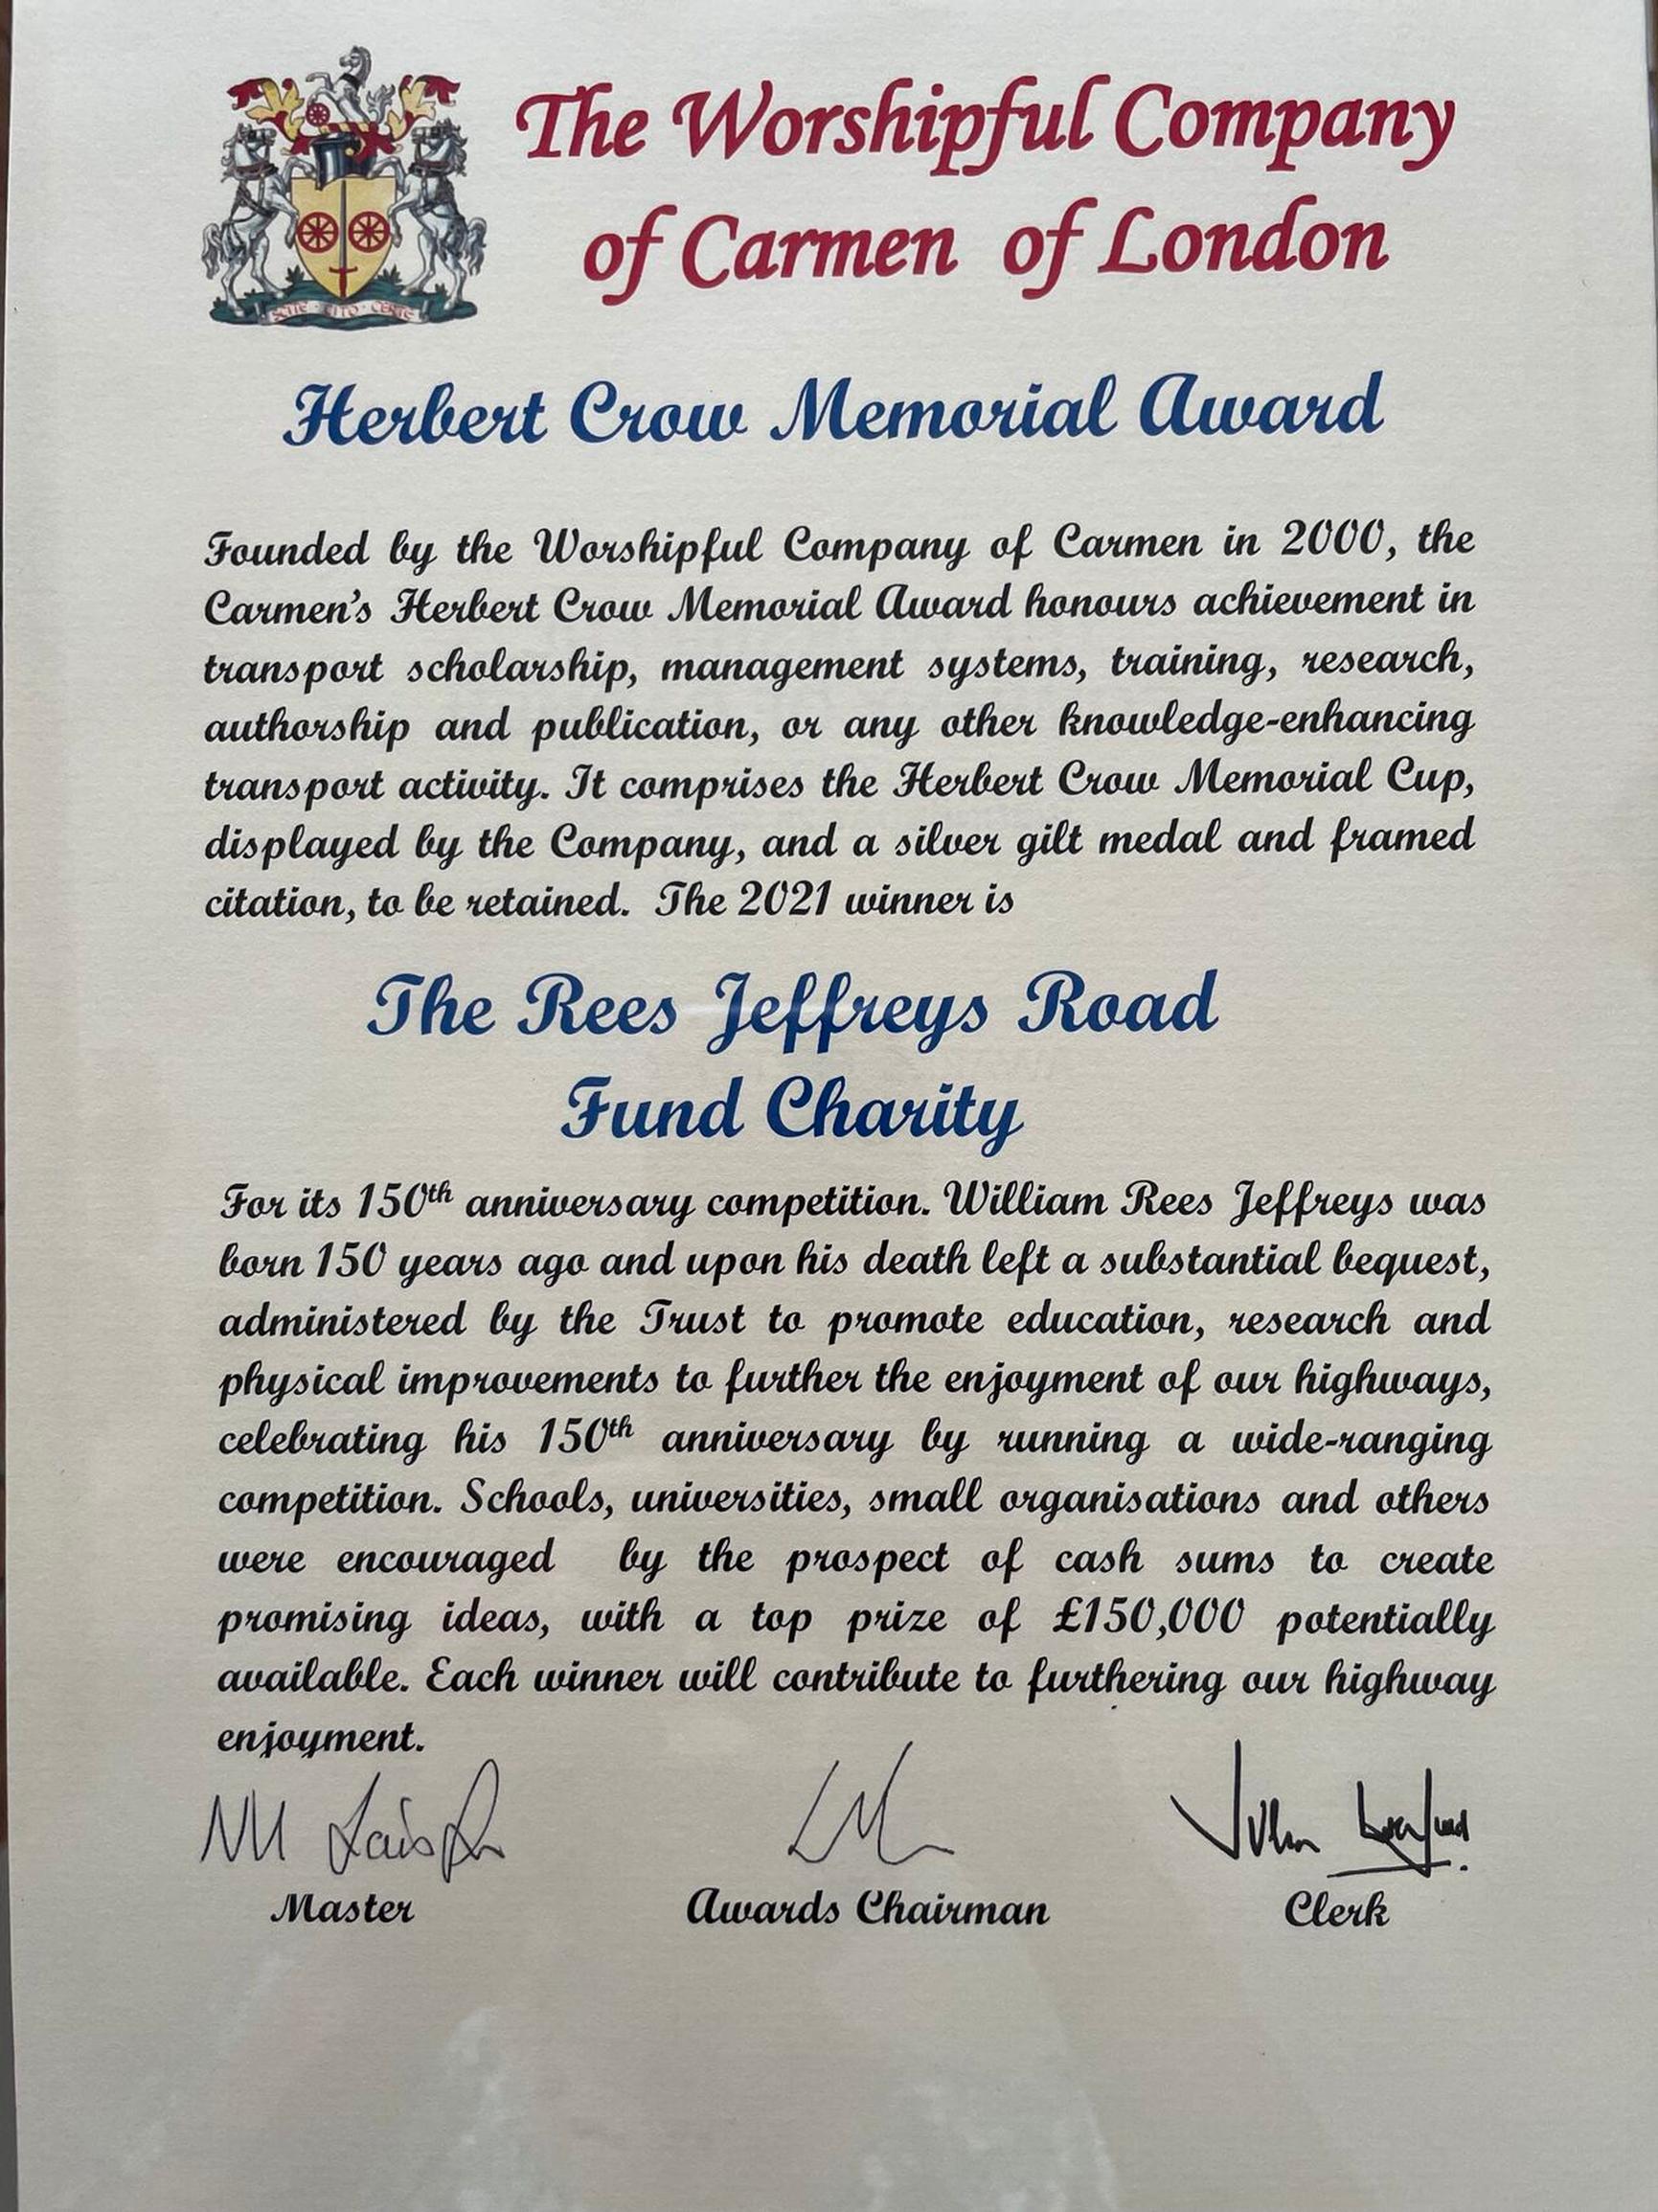 The Worshipful Company
of Carmen of London
SCITE · CITO · CERTE
Herbert Crow Memorial Award
Founded by the Worshipful Company of Carmen in 2000, the
Carmen's Herbert Crow Memorial Award honours achievement in
transport scholarship, management systems, training, research,
authorship and publication, or any other knowledge-enhancing
transport activity. It comprises the Herbert Crow Memorial Cup,
displayed by the Company, and a silver gilt medal and framed
citation, to be retained. The 2021 winner is
The Rees Jeffreys Road
Fund Charity
For its 150th anniversary competition. William Rees Jeffreys was
born 150 years ago and upon his death left a substantial bequest,
administered by the Trust to promote education, research and
physical improvements to further the enjoyment of our highways,
celebrating his 150th anniversary by running a wide-ranging
competition. Schools, universities, small organisations and others
were encouraged by the prospect of cash sums to create
promising ideas, with a top prize of £150,000 potentially
available. Each winner will contribute to furthering our highway
enjoyment.
Master
Awards Chairman
Clerk